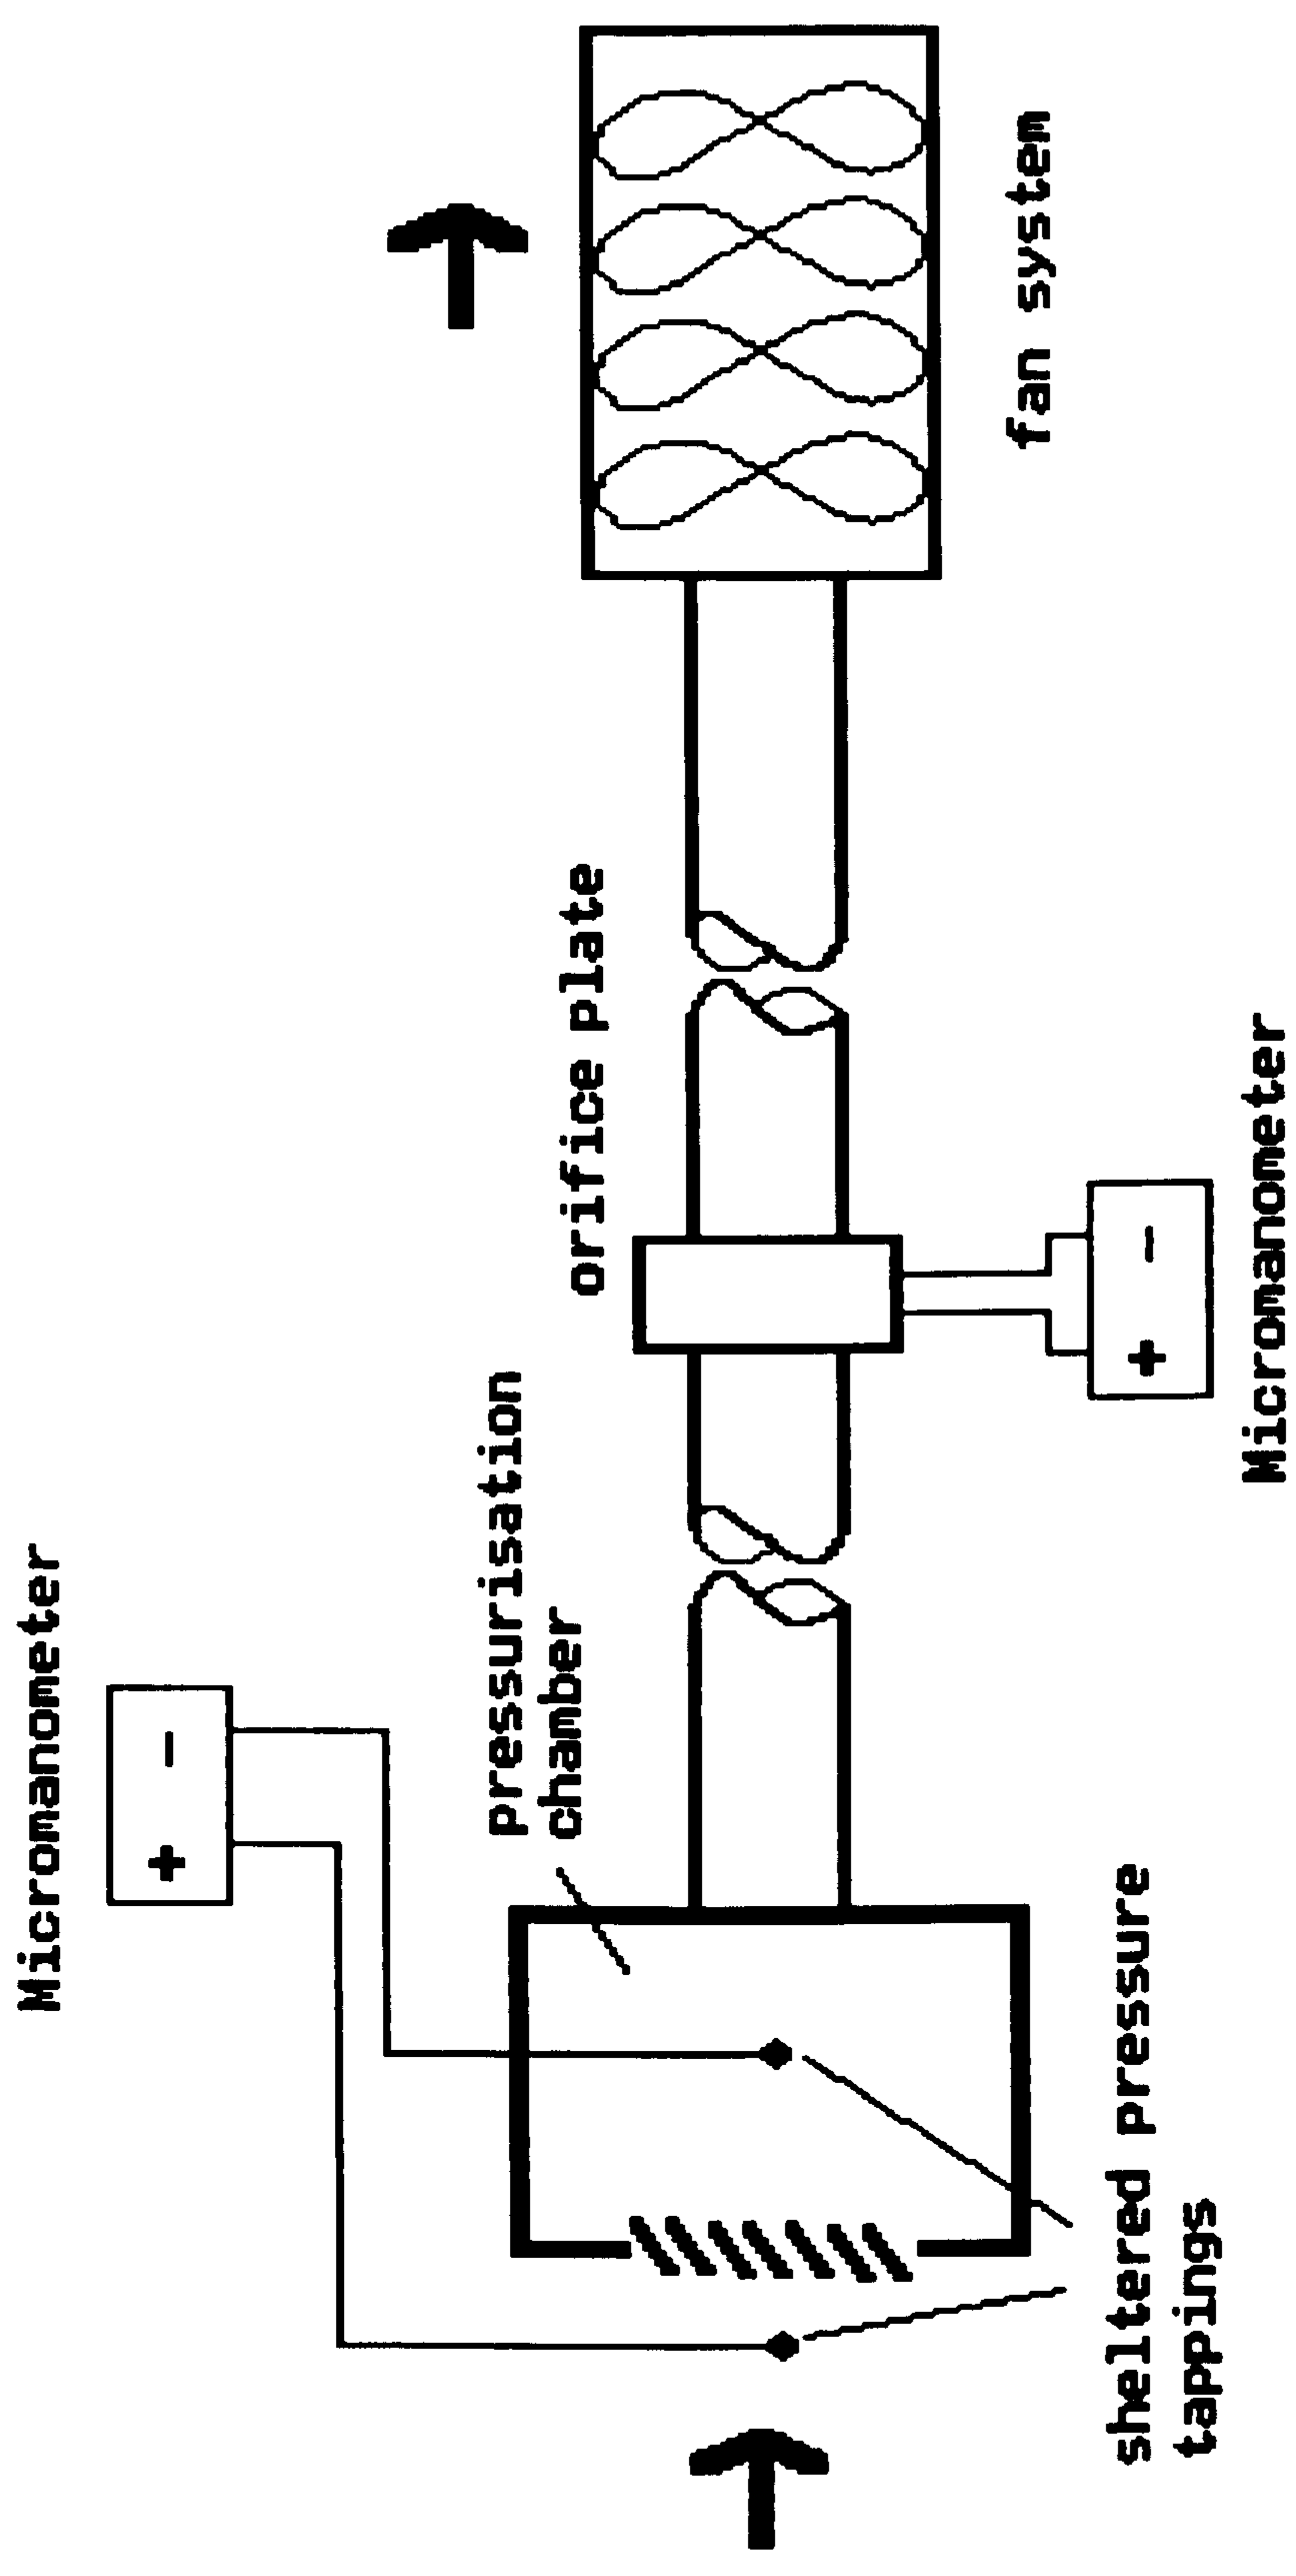 Micromanometer
+ -
pressurisation
chamber
orifice plate
fan system
+ -
Micromanometer
sheltered pressure
tappings